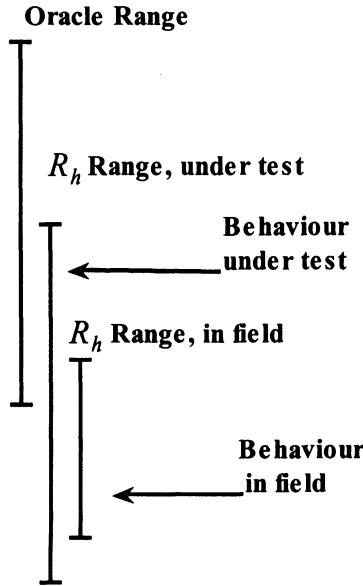 Oracle Range
R_h Range, under test
Behaviour
under test
R_h Range, in field
Behaviour
in field